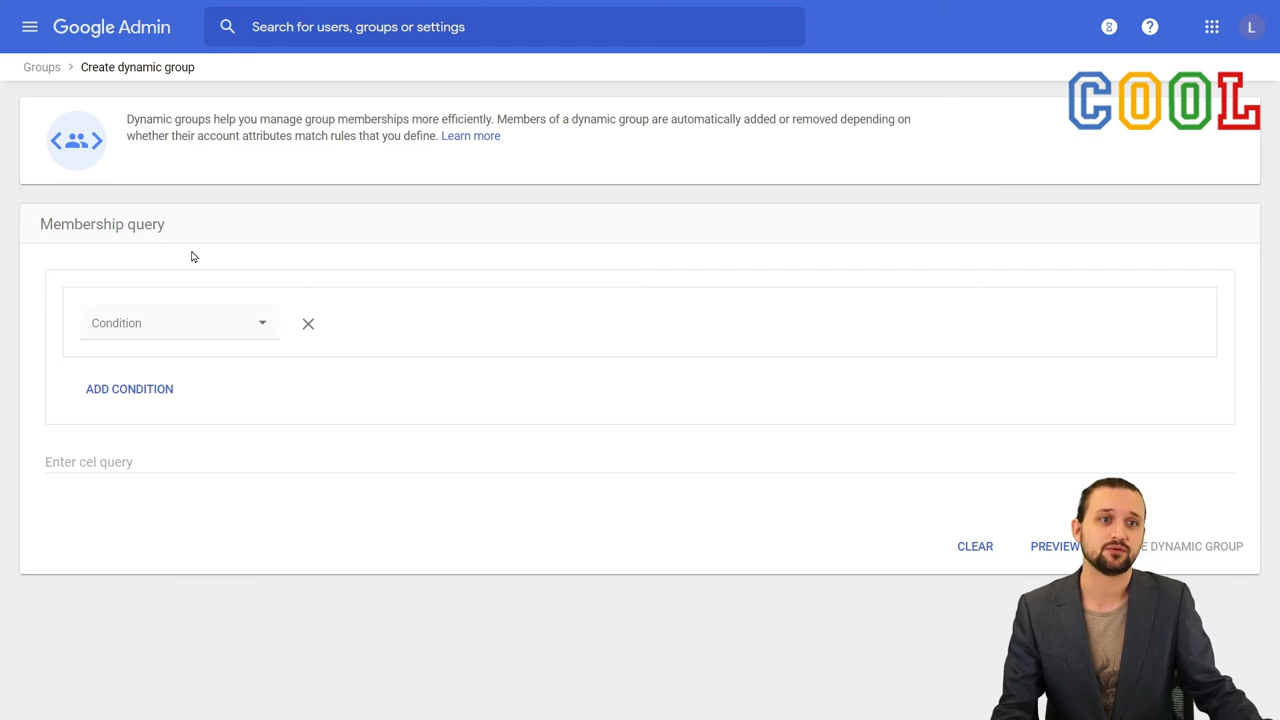 Google Admin
Search for users, groups or settings
L
Groups > Create dynamic group
COOL
Dynamic groups help you manage group memberships more efficiently. Members of a dynamic group are automatically added or removed depending on
whether their account attributes match rules that you define. Learn more
Membership query
Condition
ADD CONDITION
Enter cel query
CLEAR
PREVIEW
E DYNAMIC GROUP